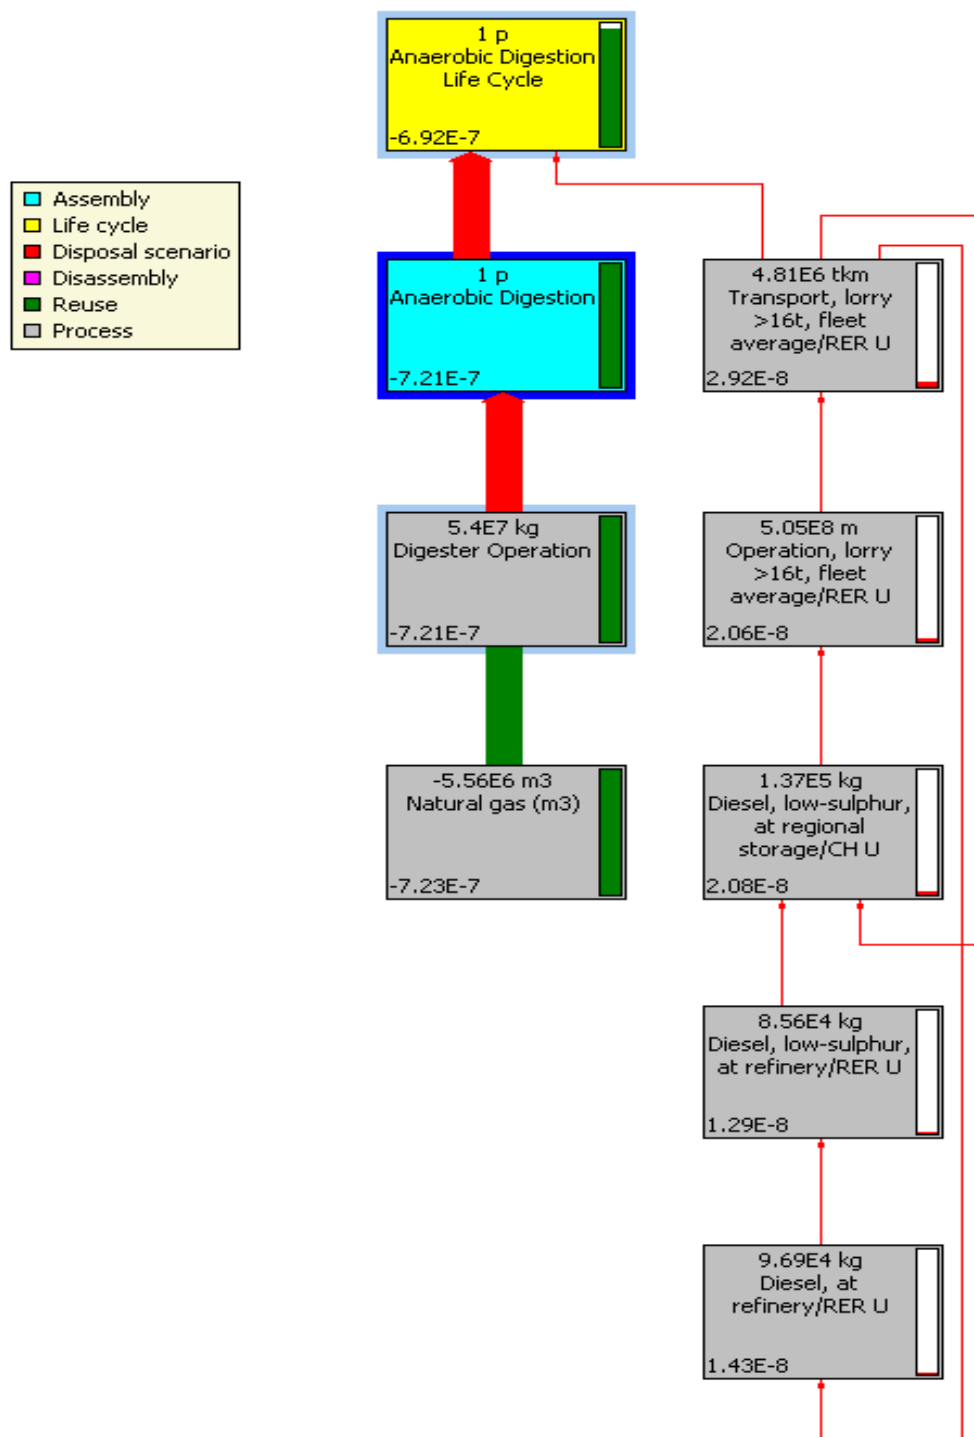 1 p
Anaerobic Digestion
Life Cycle
-6.92E-7
Assembly
Life cycle
Disposal scenario
Disassembly
Reuse
Process
1 p
Anaerobic Digestion
-7.21E-7
4.81E6 tkm
Transport, lorry
>16t, fleet
average/RER U
2.92E-8
5.4E7 kg
Digester Operation
-7.21E-7
5.05E8 m
Operation, lorry
>16t, fleet
average/RER U
2.06E-8
-5.56E6 m3
Natural gas (m3)
-7.23E-7
1.37E5 kg
Diesel, low-sulphur,
at regional
storage/CH U
2.08E-8
8.56E4 kg
Diesel, low-sulphur,
at refinery/RER U
1.29E-8
9.69E4 kg
Diesel, at
refinery/RER U
1.43E-8